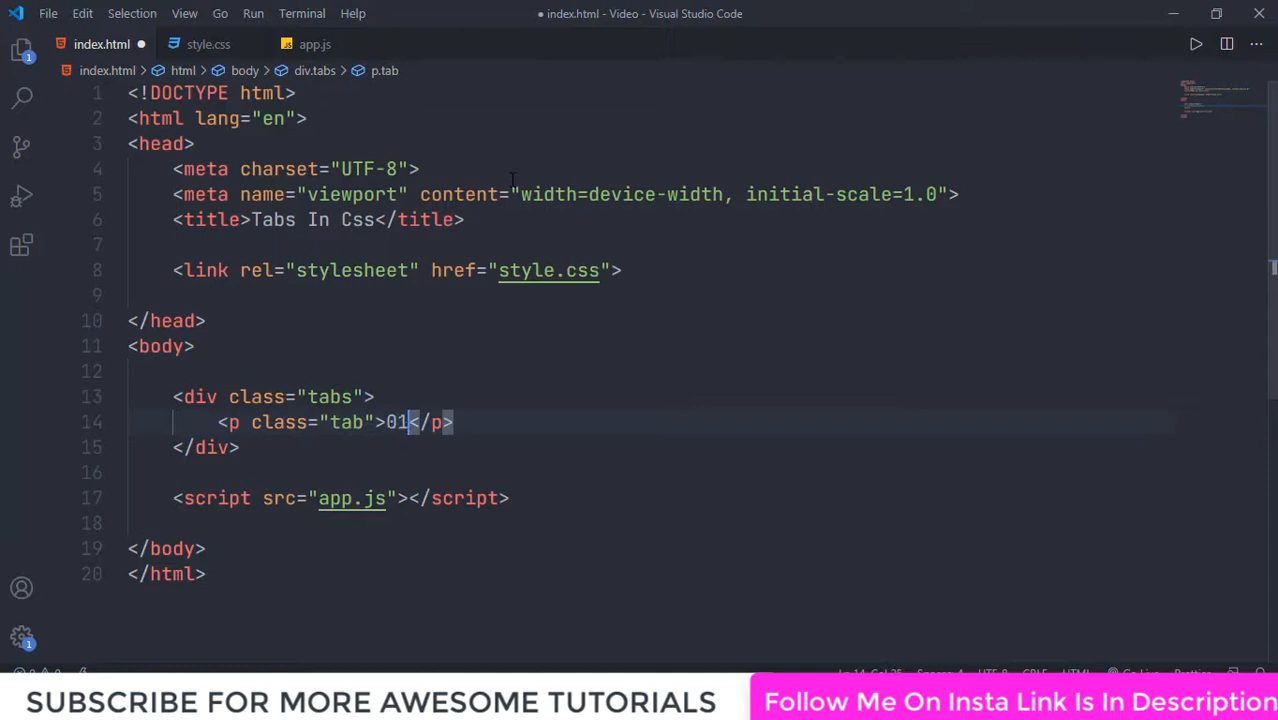 File Edit Selection View Go Run Terminal Help
● index.html - Video - Visual Studio Code
index.html ●
style.css
app.js
index.html > html > body > div.tabs > p.tab
1 <!DOCTYPE html>
2 <html lang="en">
3 <head>
4 <meta charset="UTF-8">
5 <meta name="viewport" content="width=device-width, initial-scale=1.0">
6 <title>Tabs In Css</title>
7
8 <link rel="stylesheet" href="style.css">
9
10 </head>
11 <body>
12
13 <div class="tabs">
14 <p class="tab">01</p>
15 </div>
16
17 <script src="app.js"></script>
18
19 </body>
20 </html>
1
1
SUBSCRIBE FOR MORE AWESOME TUTORIALS
Follow Me On Insta Link Is In Description